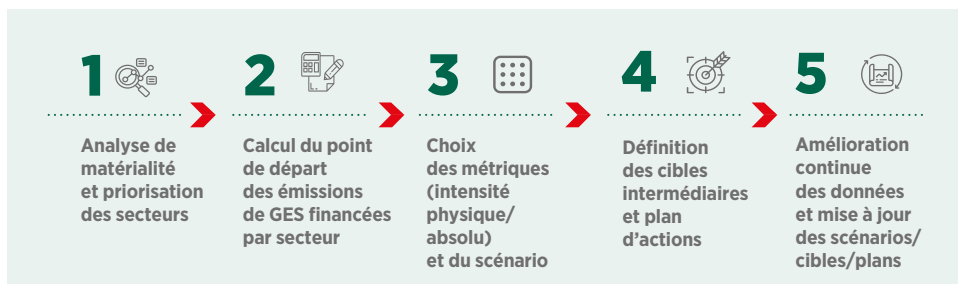 1
Analyse de
matérialité
et priorisation
des secteurs
2
Calcul du point
de départ
des émissions
de GES financées
par secteur
3
Choix
des métriques
(intensité
physique/
absolu)
et du scénario
4
Définition
des cibles
intermédiaires
et plan
d’actions
5
Amélioration
continue
des données
et mise à jour
des scénarios/
cibles/plans